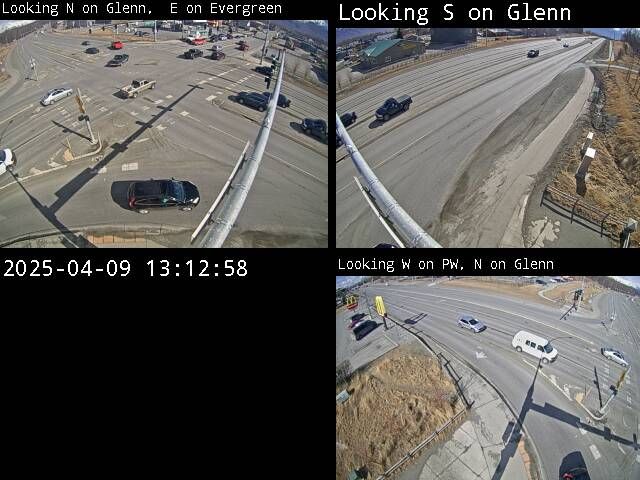 Looking N on Glenn,  E on Evergreen
Looking S on Glenn
2025-04-09 13:12:58
Looking W on PW, N on Glenn